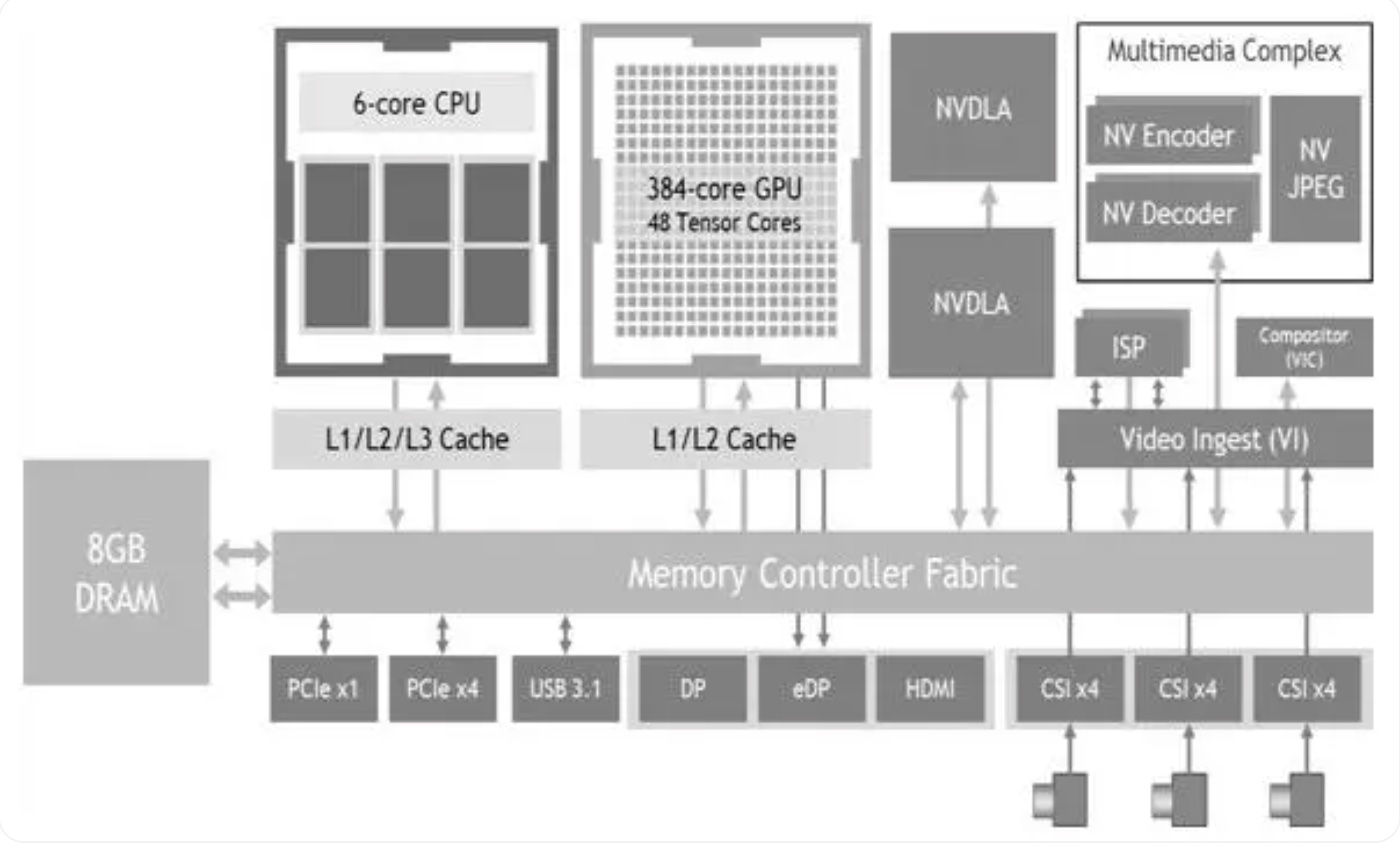 6-core CPU
384-core GPU
48 Tensor Cores
NVDLA
NVDLA
Multimedia Complex
NV Encoder
NV Decoder
NV
JPEG
ISP
Compositor
(VIC)
L1/L2/L3 Cache
L1/L2 Cache
Video Ingest (VI)
8GB
DRAM
Memory Controller Fabric
PCIe x1
PCIe x4
USB 3.1
DP
eDP
HDMI
CSI x4
CSI x4
CSI x4